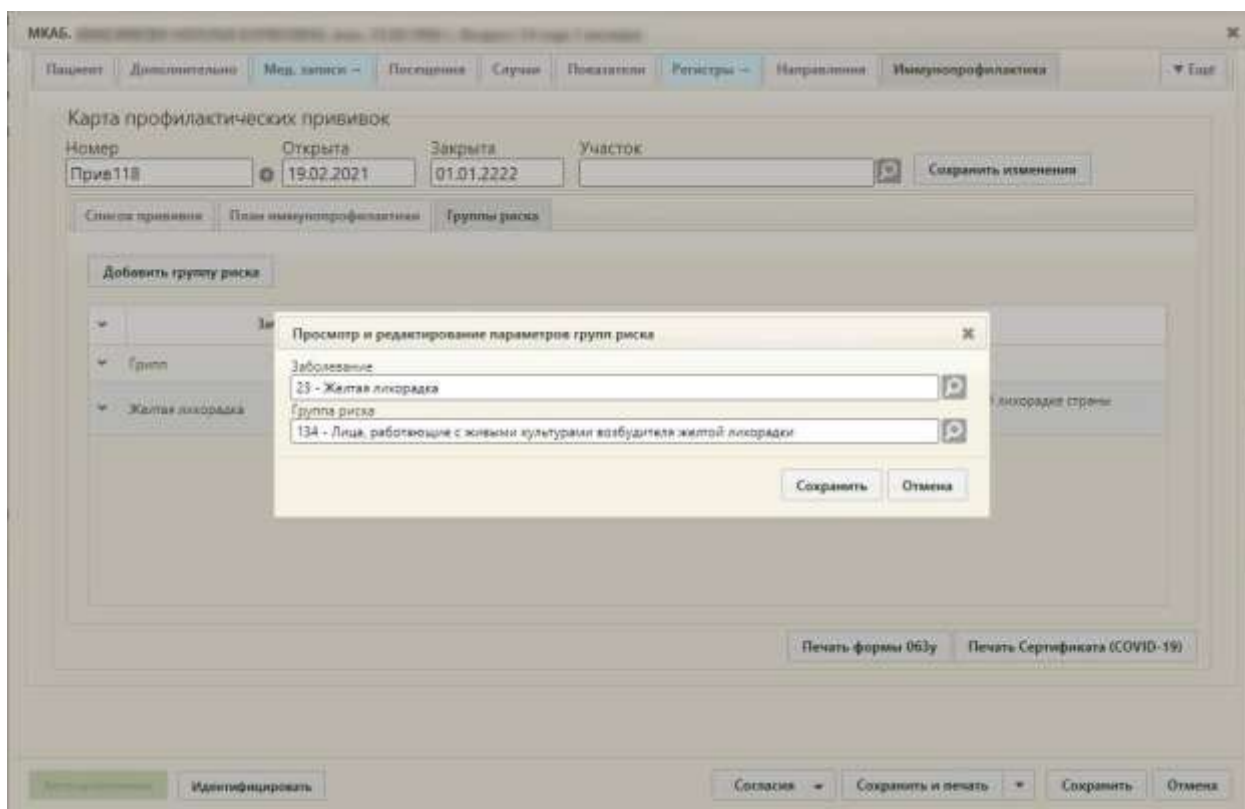 МКАБ.
Пациент Дополнительно Мед. записи Посещения Случаи Показатели Регистры Направления Иммунопрофилактика Ещё
Карта профилактических прививок
Номер Открыта Закрыта Участок
Прив118 19.02.2021 01.01.2222 Сохранить изменения
Список прививок План иммунопрофилактики Группы риска
Добавить группу риска
За
Просмотр и редактирование параметров групп риска
Грипп
Заболевание
23 - Желтая лихорадка
Желтая лихорадка
лихорадке страны
Группа риска
134 - Лица, работающие с живыми культурами возбудителя желтой лихорадки
Сохранить Отмена
Печать формы 063у Печать Сертификата (COVID-19)
Идентифицировать Согласия Сохранить и печать Сохранить Отмена